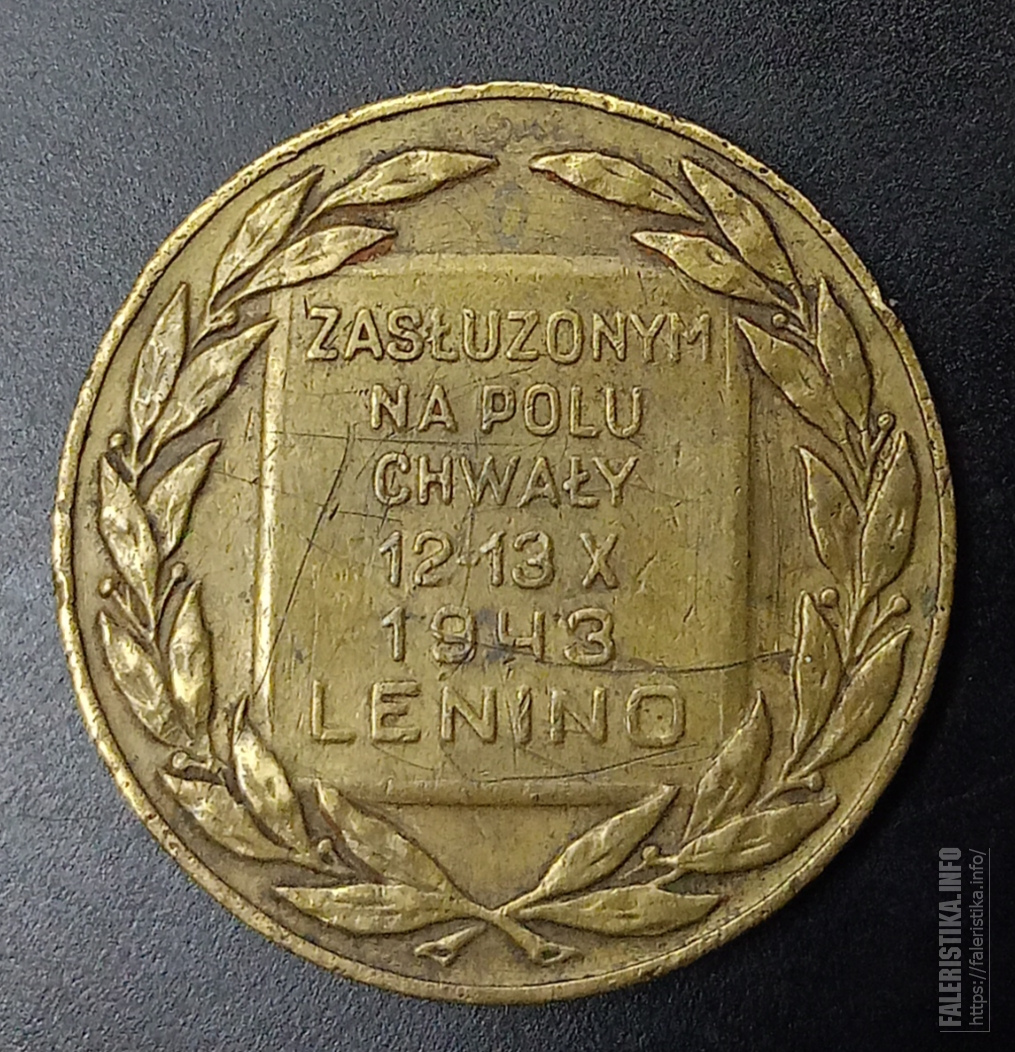 ZASŁUZONYM
NA POLU
CHWAŁY
12-13 X
1943
LENINO
FALERISTIKA.INFO
https://faleristika.info/